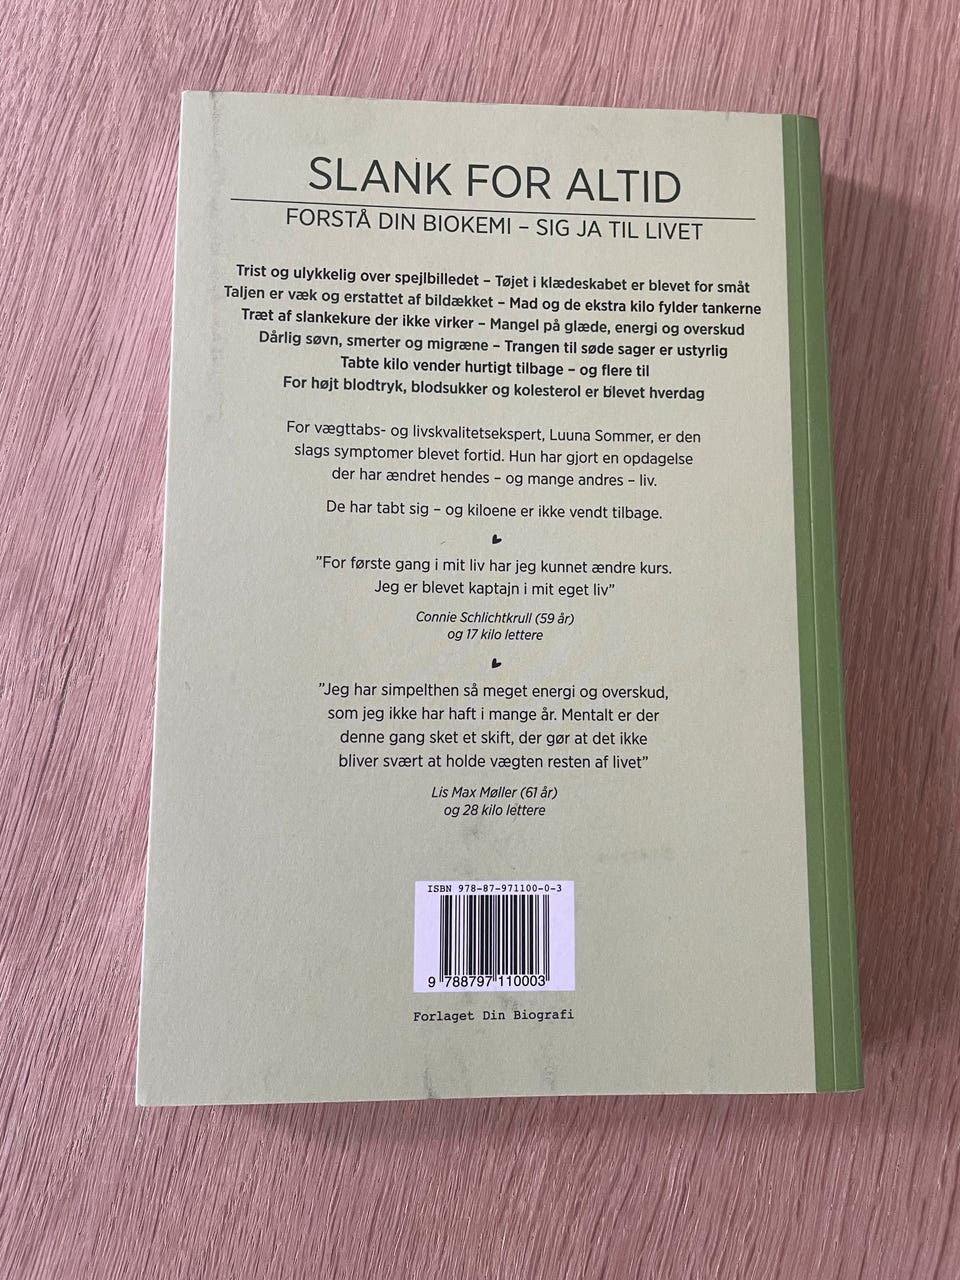 SLANK FOR ALTID
FORSTÅ DIN BIOKEMI – SIG JA TIL LIVET
Trist og ulykkelig over spejlbilledet – Tøjet i klædeskabet er blevet for småt
Taljen er væk og erstattet af bildækket – Mad og de ekstra kilo fylder tankerne
Træt af slankekure der ikke virker – Mangel på glæde, energi og overskud
Dårlig søvn, smerter og migræne – Trangen til søde sager er ustyrlig
Tabte kilo vender hurtigt tilbage – og flere til
For højt blodtryk, blodsukker og kolesterol er blevet hverdag
For vægttabs- og livskvalitetsekspert, Luuna Sommer, er den
slags symptomer blevet fortid. Hun har gjort en opdagelse
der har ændret hendes – og mange andres – liv.
De har tabt sig – og kiloene er ikke vendt tilbage.
”For første gang i mit liv har jeg kunnet ændre kurs.
Jeg er blevet kaptajn i mit eget liv”
Connie Schlichtkrull (59 år)
og 17 kilo lettere
”Jeg har simpelthen så meget energi og overskud,
som jeg ikke har haft i mange år. Mentalt er der
denne gang sket et skift, der gør at det ikke
bliver svært at holde vægten resten af livet”
Lis Max Møller (61 år)
og 28 kilo lettere
ISBN 978-87-971100-0-3
9 788797 110003
Forlaget Din Biografi